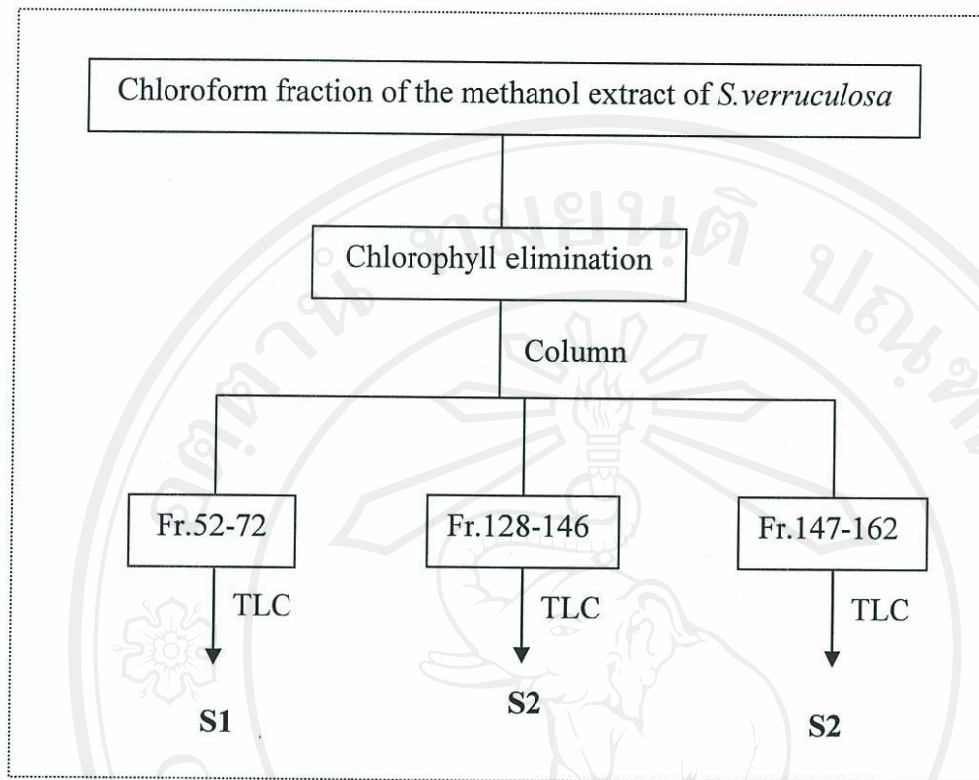 Chloroform fraction of the methanol extract of S.verruculosa
Chlorophyll elimination
Column
Fr.52-72
Fr.128-146
Fr.147-162
TLC
TLC
TLC
S1
S2
S2